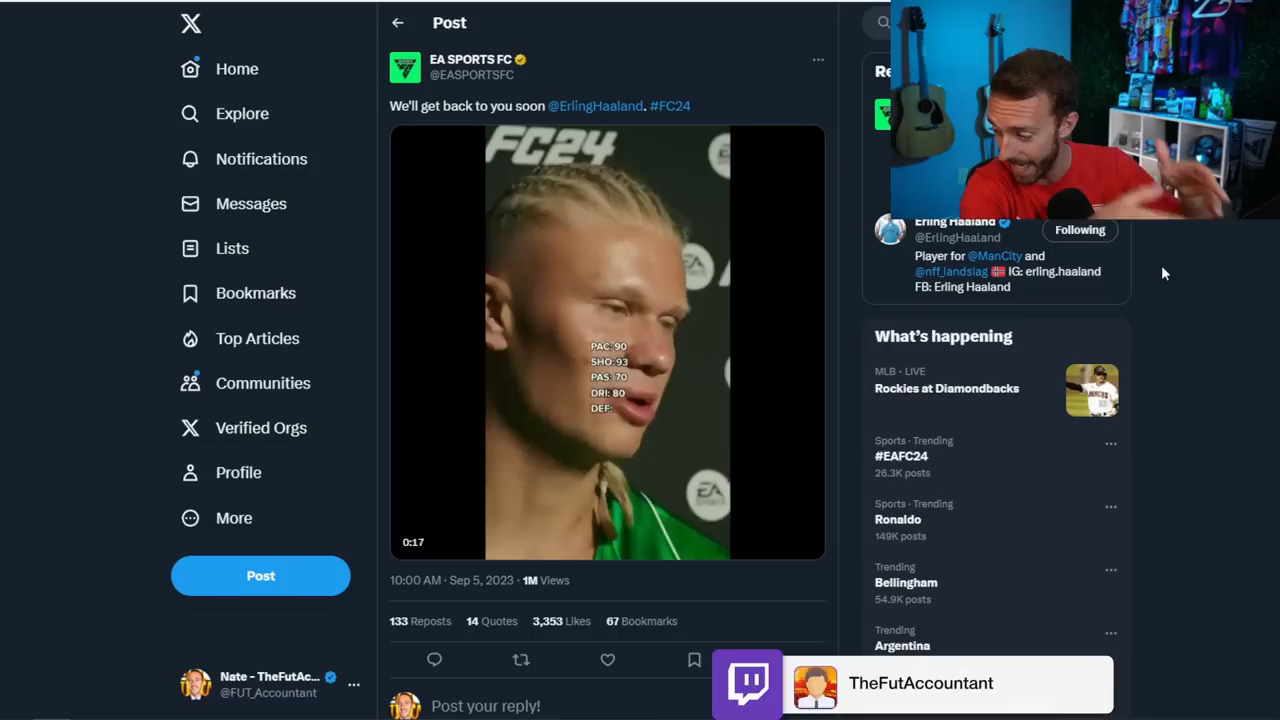 Home
Explore
Notifications
Messages
Lists
Bookmarks
Top Articles
Communities
Verified Orgs
Profile
More
Post
Nate - TheFutAc...
@FUT_Accountant
Post
EA SPORTS FC
@EASPORTSFC
We'll get back to you soon @ErlingHaaland. #FC24
FC24
EA
SPORTS
PAC: 90
SHO: 93
PAS: 70
DRI: 80
DEF:
EA
SPORTS
0:17
10:00 AM · Sep 5, 2023 · 1M Views
133 Reposts 14 Quotes 3,353 Likes 67 Bookmarks
Post your reply!
Re
Erling Haaland
@ErlingHaaland
Following
Player for @ManCity and
@nff_landslag IG: erling.haaland
FB: Erling Haaland
What's happening
MLB · LIVE
Rockies at Diamondbacks
Sports · Trending
#EAFC24
26.3K posts
Sports · Trending
Ronaldo
149K posts
Trending
Bellingham
54.9K posts
Trending
Argentina
TheFutAccountant